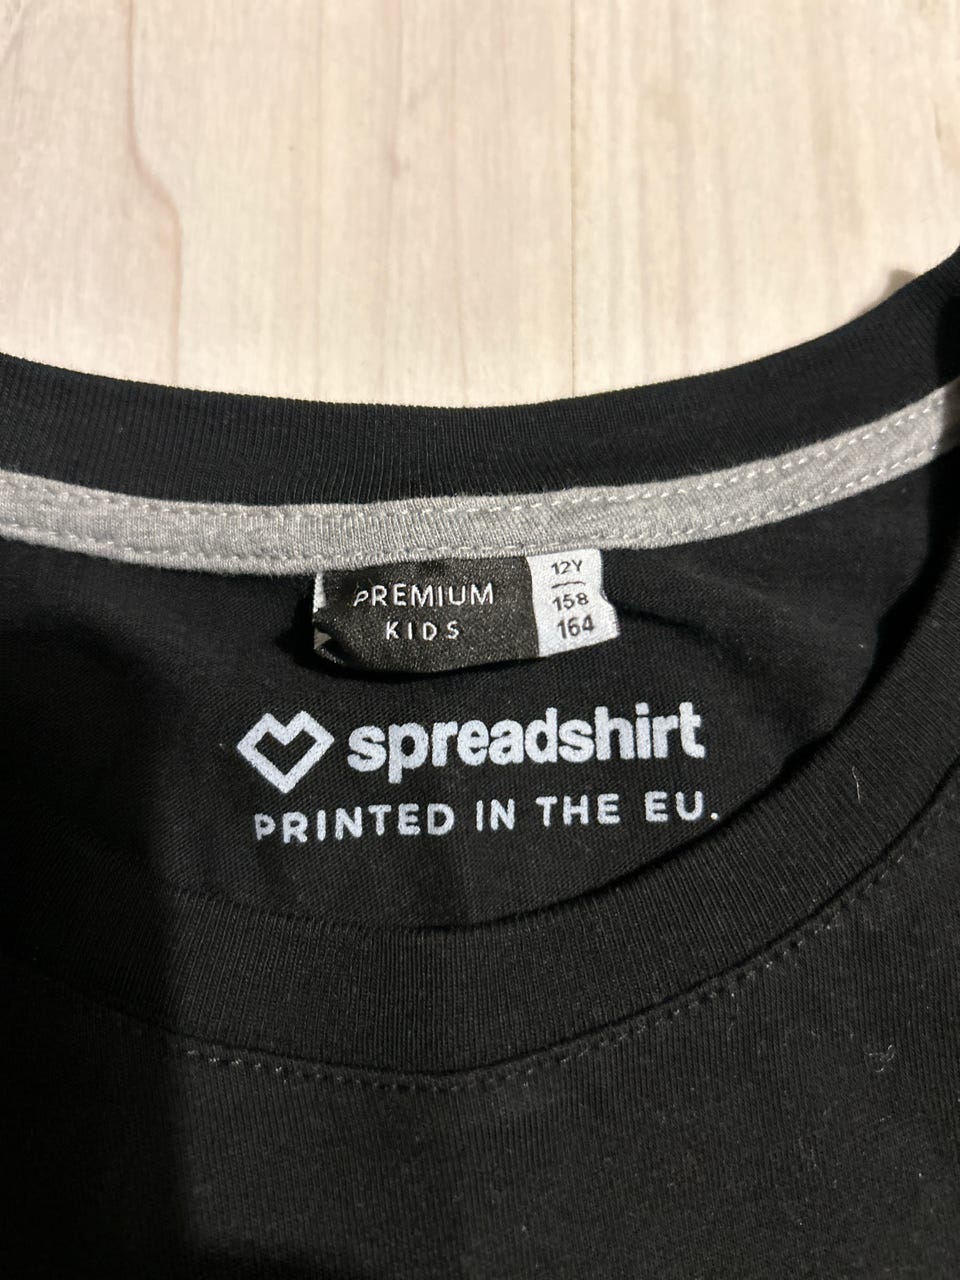 PREMIUM
KIDS
12Y
158
164
spreadshirt
PRINTED IN THE EU.